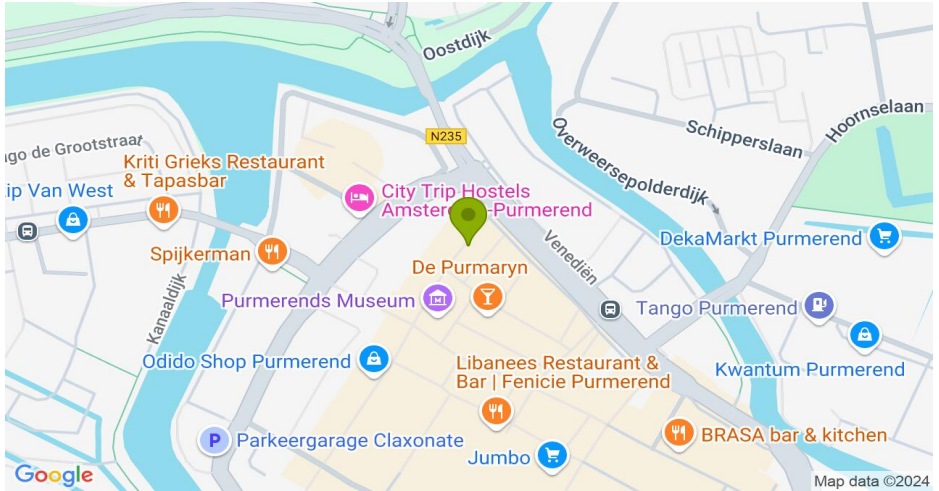 Oostdijk
N235
Overweersepolderdijk
Schipperslaan
Hoornselaan
go de Grootstraat
Kriti Grieks Restaurant
& Tapasbar
ip Van West
City Trip Hostels
Amster -Purmerend
Venediën
DekaMarkt Purmerend
Spijkerman
De Purmaryn
Kanaaldijk
Purmerends Museum
Tango Purmerend
Odido Shop Purmerend
Libanees Restaurant &
Bar | Fenicie Purmerend
Kwantum Purmerend
P
Parkeergarage Claxonate
BRASA bar & kitchen
Jumbo
Google
Map data ©2024